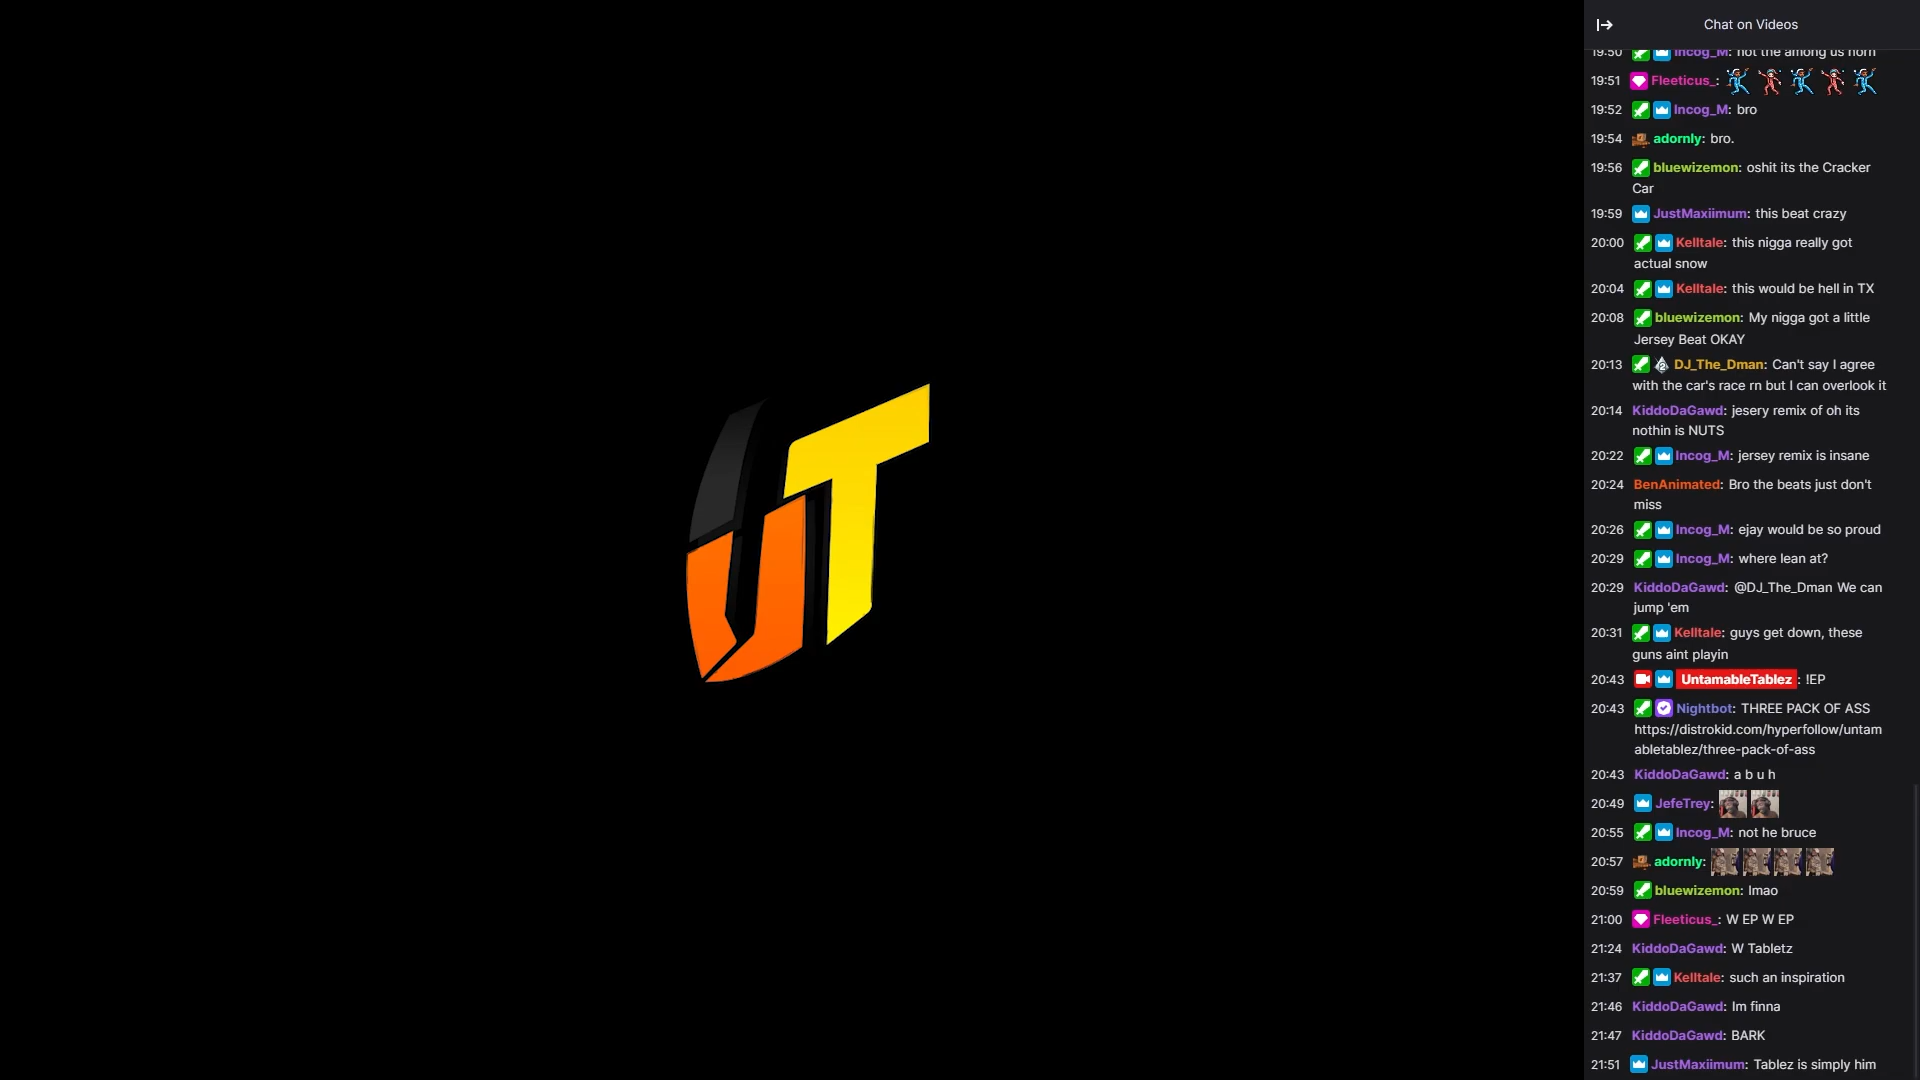 Chat on Videos
19:50 Incog_M: not the among us horn
19:51 Fleeticus_:
19:52 Incog_M: bro
19:54 adornly: bro.
19:56 bluewizemon: oshit its the Cracker
Car
19:59 JustMaxiimum: this beat crazy
20:00 Kelltale: this nigga really got
actual snow
20:04 Kelltale: this would be hell in TX
20:08 bluewizemon: My nigga got a little
Jersey Beat OKAY
20:13 2 DJ_The_Dman: Can't say I agree
with the car's race rn but I can overlook it
20:14 KiddoDaGawd: jesery remix of oh its
nothin is NUTS
20:22 Incog_M: jersey remix is insane
20:24 BenAnimated: Bro the beats just don't
miss
20:26 Incog_M: ejay would be so proud
20:29 Incog_M: where lean at?
20:29 KiddoDaGawd: @DJ_The_Dman We can
jump 'em
20:31 Kelltale: guys get down, these
guns aint playin
20:43 UntamableTablez : !EP
20:43 Nightbot: THREE PACK OF ASS
https://distrokid.com/hyperfollow/untam
abletablez/three-pack-of-ass
20:43 KiddoDaGawd: a b u h
20:49 JefeTrey:
20:55 Incog_M: not he bruce
20:57 adornly:
20:59 bluewizemon: lmao
21:00 Fleeticus_: W EP W EP
21:24 KiddoDaGawd: W Tabletz
21:37 Kelltale: such an inspiration
21:46 KiddoDaGawd: Im finna
21:47 KiddoDaGawd: BARK
21:51 JustMaxiimum: Tablez is simply him
UT